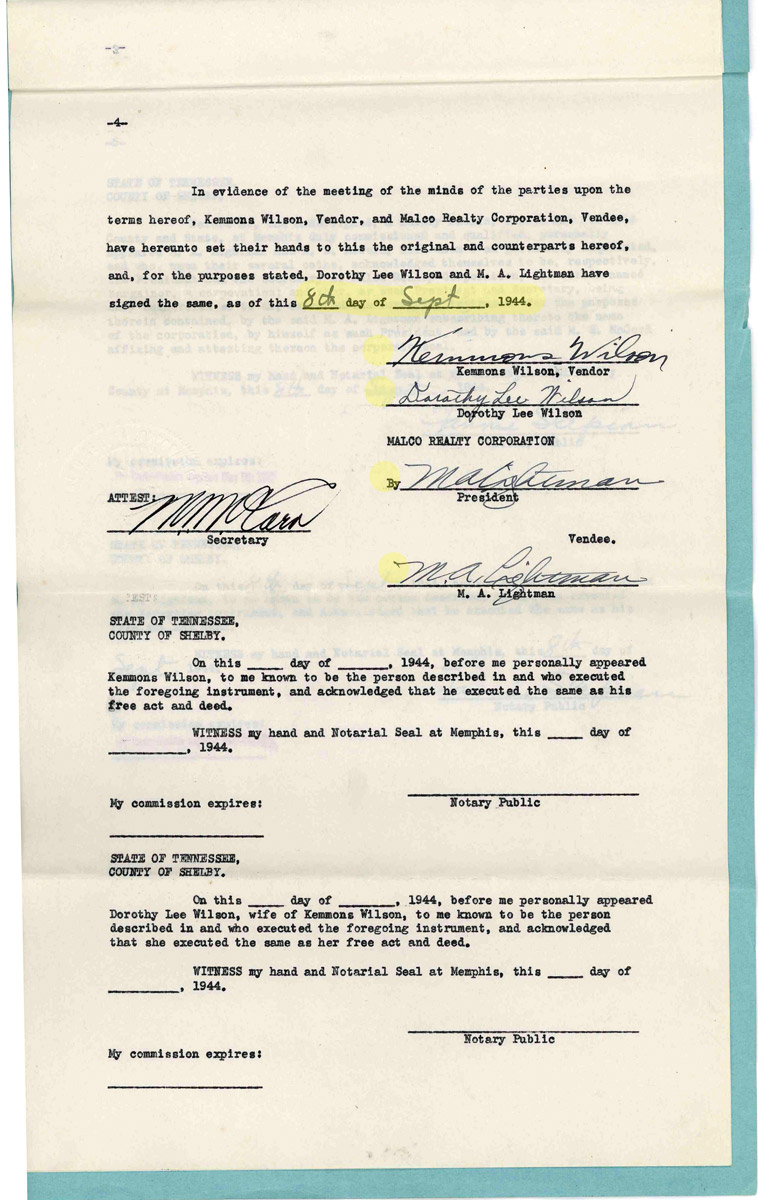 -3-
-4-
In evidence of the meeting of the minds of the parties upon the
terms hereof, Kemmons Wilson, Vendor, and Malco Realty Corporation, Vendee,
have hereunto set their hands to this the original and counterparts hereof,
and, for the purposes stated, Dorothy Lee Wilson and M. A. Lightman have
signed the same, as of this 8th day of Sept, 1944.
Kemmons Wilson
Kemmons Wilson, Vendor
Dorothy Lee Wilson
Dorothy Lee Wilson
MALCO REALTY CORPORATION
By M A Lightman
President
ATTEST:
Secretary
Vendee.
M. A. Lightman
M. A. Lightman
STATE OF TENNESSEE,
COUNTY OF SHELBY.
On this ____ day of ______, 1944, before me personally appeared
Kemmons Wilson, to me known to be the person described in and who executed
the foregoing instrument, and acknowledged that he executed the same as his
free act and deed.
WITNESS my hand and Notarial Seal at Memphis, this ____ day of
_________, 1944.
Notary Public
My commission expires:
STATE OF TENNESSEE,
COUNTY OF SHELBY.
On this ____ day of _______, 1944, before me personally appeared
Dorothy Lee Wilson, wife of Kemmons Wilson, to me known to be the person
described in and who executed the foregoing instrument, and acknowledged
that she executed the same as her free act and deed.
WITNESS my hand and Notarial Seal at Memphis, this ____ day of
________, 1944.
Notary Public
My commission expires: